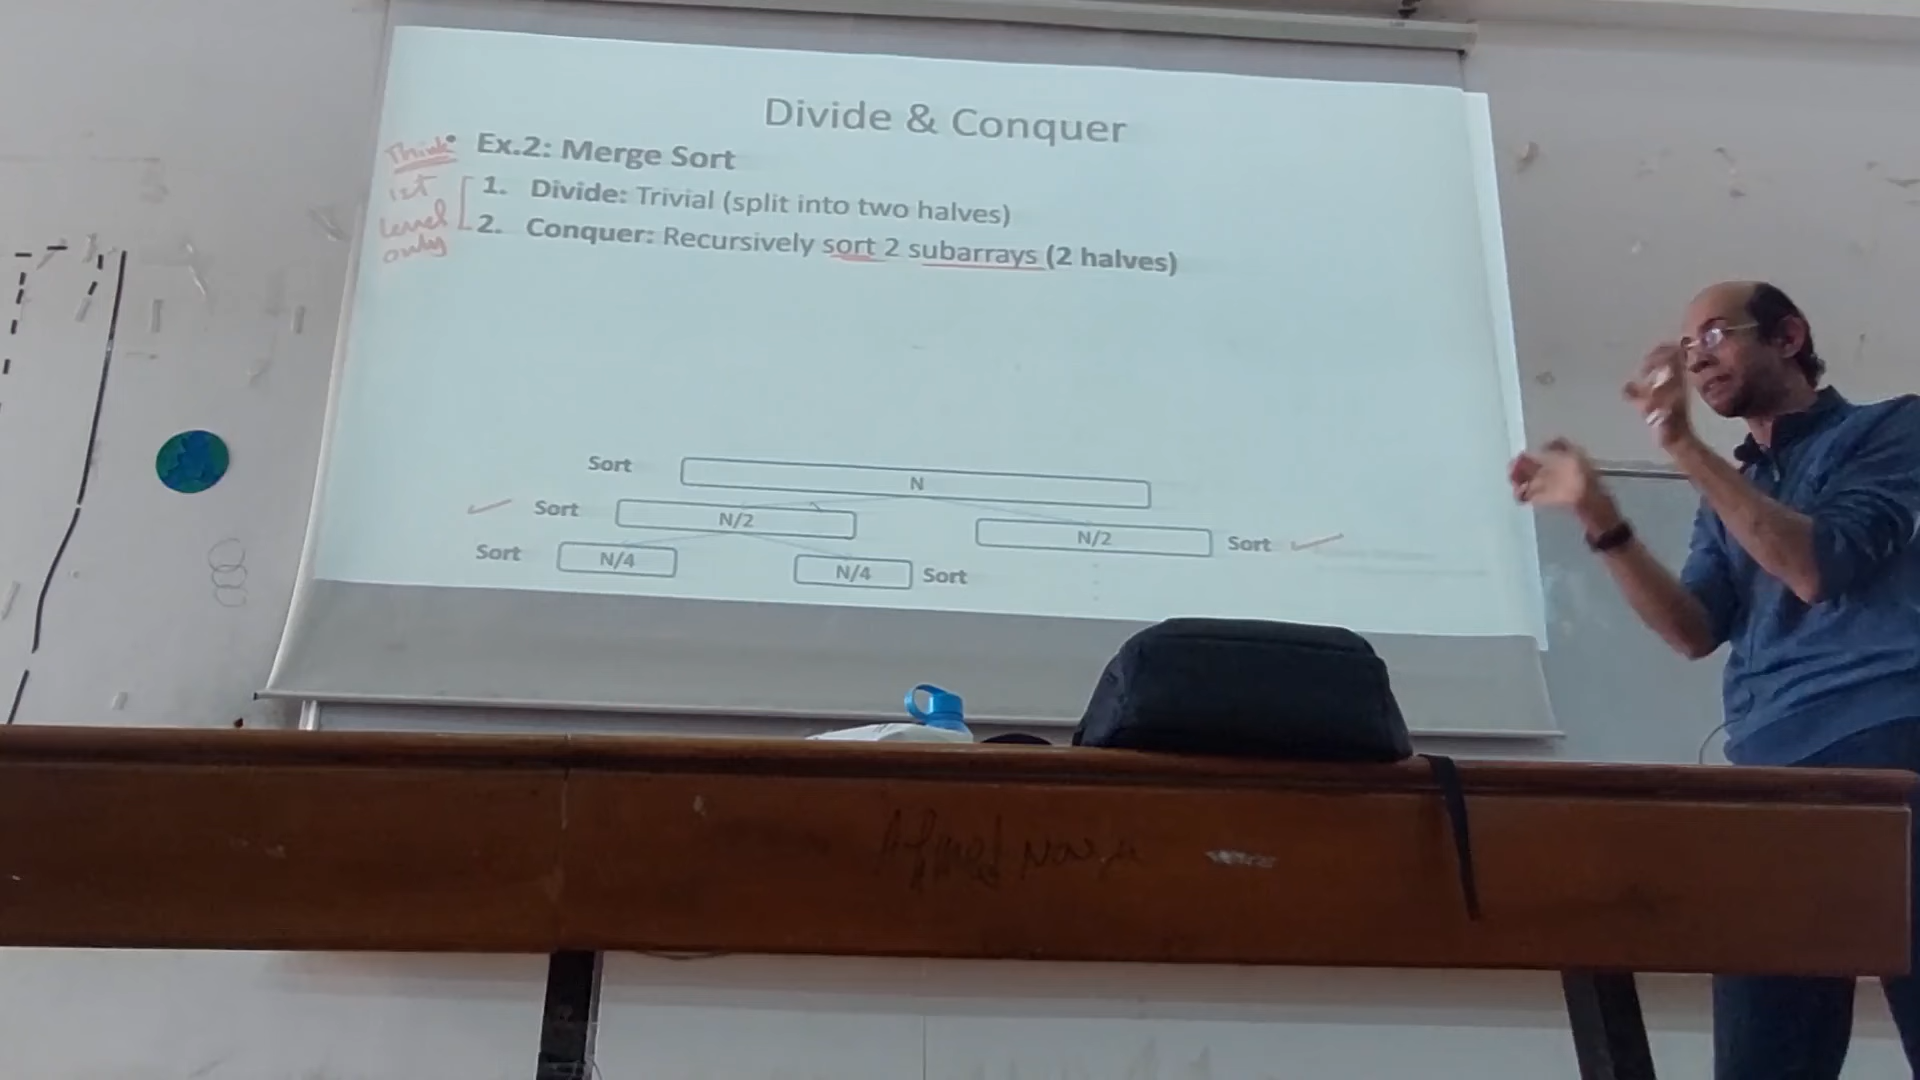 Divide & Conquer
Think
1st
level
only
• Ex.2: Merge Sort
1. Divide: Trivial (split into two halves)
2. Conquer: Recursively sort 2 subarrays (2 halves)
Sort N
Sort N/2 N/2 Sort
Sort N/4 N/4 Sort